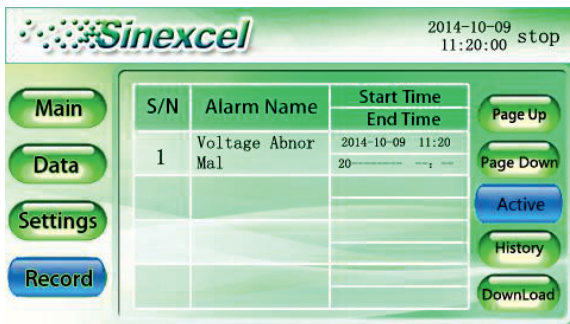 Sinexcel
2014-10-09
11:20:00 stop
Main
Data
Settings
Record
S/N Alarm Name Start Time
End Time
1 Voltage Abnor 2014-10-09 11:20
Mal 20--------- --: --
Page Up
Page Down
Active
History
DownLoad